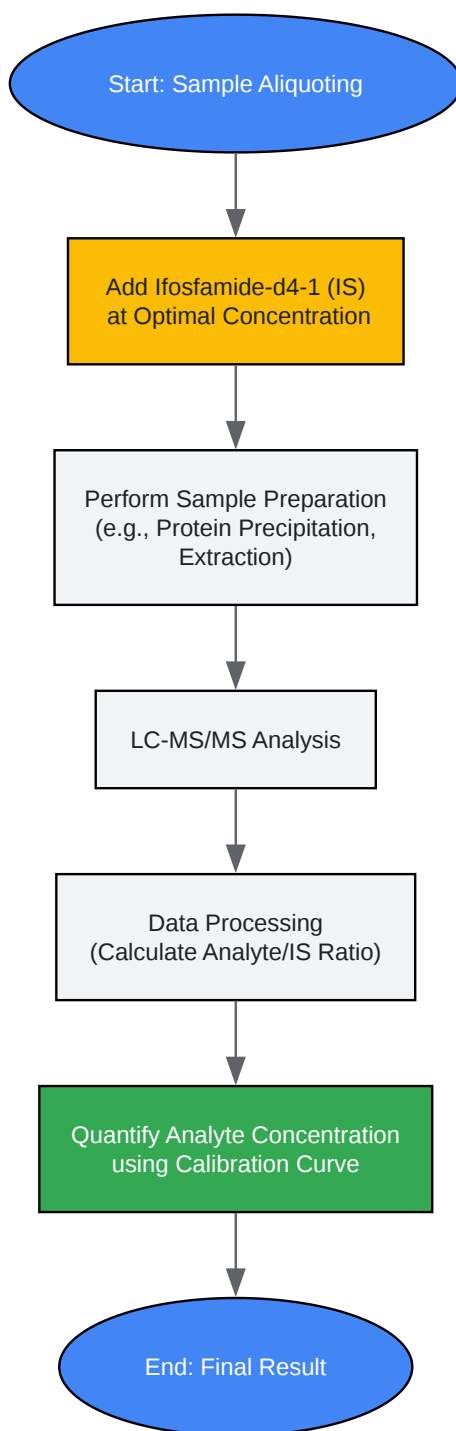 Start: Sample Aliquoting
Add Ifosfamide-d4-1 (IS)
at Optimal Concentration
Perform Sample Preparation
(e.g., Protein Precipitation,
Extraction)
LC-MS/MS Analysis
Data Processing
(Calculate Analyte/IS Ratio)
Quantify Analyte Concentration
using Calibration Curve
End: Final Result